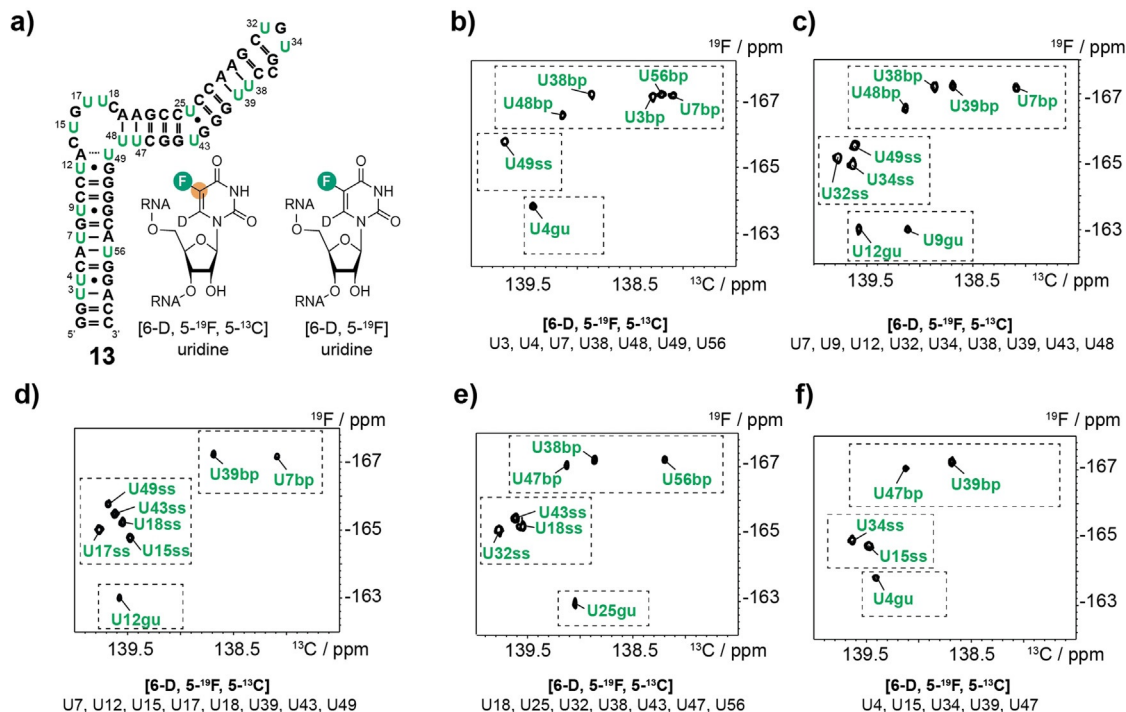 a)
32
U
G
U
34
C
G
A
G
A
C
C
C
U
38
C
U
39
25
U
G
G
G
U
43
17
U
U
18
G
C
A
A
G
C
C
15
U
C
48
U
U
47
C
G
G
A
U
49
12
U
G
C
G
C
G
9
U
G
G
C
7
U
A
A
U
56
C
G
4
U
G
3
U
A
G
C
G
C
5'
3'
13
F
O
NH
RNA
D
N
O
O
O
RNA
O
OH
F
O
NH
RNA
D
N
O
O
O
RNA
O
OH
[6-D, 5-¹⁹F, 5-¹³C]
uridine
[6-D, 5-¹⁹F]
uridine
b)
¹⁹F / ppm
U38bp
U56bp
U48bp
U3bp
U7bp
U49ss
U4gu
-167
-165
-163
139.5
138.5
¹³C / ppm
[6-D, 5-¹⁹F, 5-¹³C]
U3, U4, U7, U38, U48, U49, U56
c)
¹⁹F / ppm
U38bp
U48bp
U39bp
U7bp
U49ss
U32ss
U34ss
U12gu
U9gu
-167
-165
-163
139.5
138.5
¹³C / ppm
[6-D, 5-¹⁹F, 5-¹³C]
U7, U9, U12, U32, U34, U38, U39, U43, U48
d)
¹⁹F / ppm
U39bp
U7bp
U49ss
U43ss
U18ss
U17ss
U15ss
U12gu
-167
-165
-163
139.5
138.5
¹³C / ppm
[6-D, 5-¹⁹F, 5-¹³C]
U7, U12, U15, U17, U18, U39, U43, U49
e)
¹⁹F / ppm
U38bp
U47bp
U56bp
U43ss
U18ss
U32ss
U25gu
-167
-165
-163
139.5
138.5
¹³C / ppm
[6-D, 5-¹⁹F, 5-¹³C]
U18, U25, U32, U38, U43, U47, U56
f)
¹⁹F / ppm
U47bp
U39bp
U34ss
U15ss
U4gu
-167
-165
-163
139.5
138.5
¹³C / ppm
[6-D, 5-¹⁹F, 5-¹³C]
U4, U15, U34, U39, U47